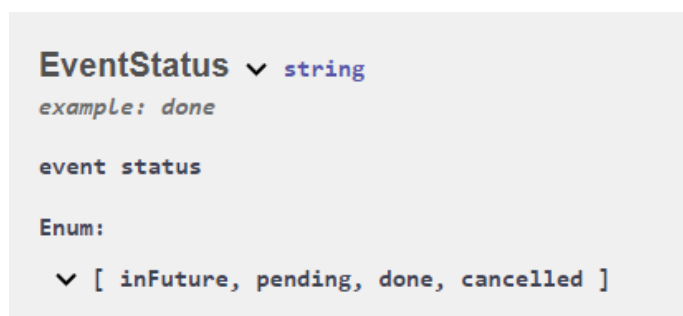 EventStatus string
example: done
event status
Enum:
[ inFuture, pending, done, cancelled ]